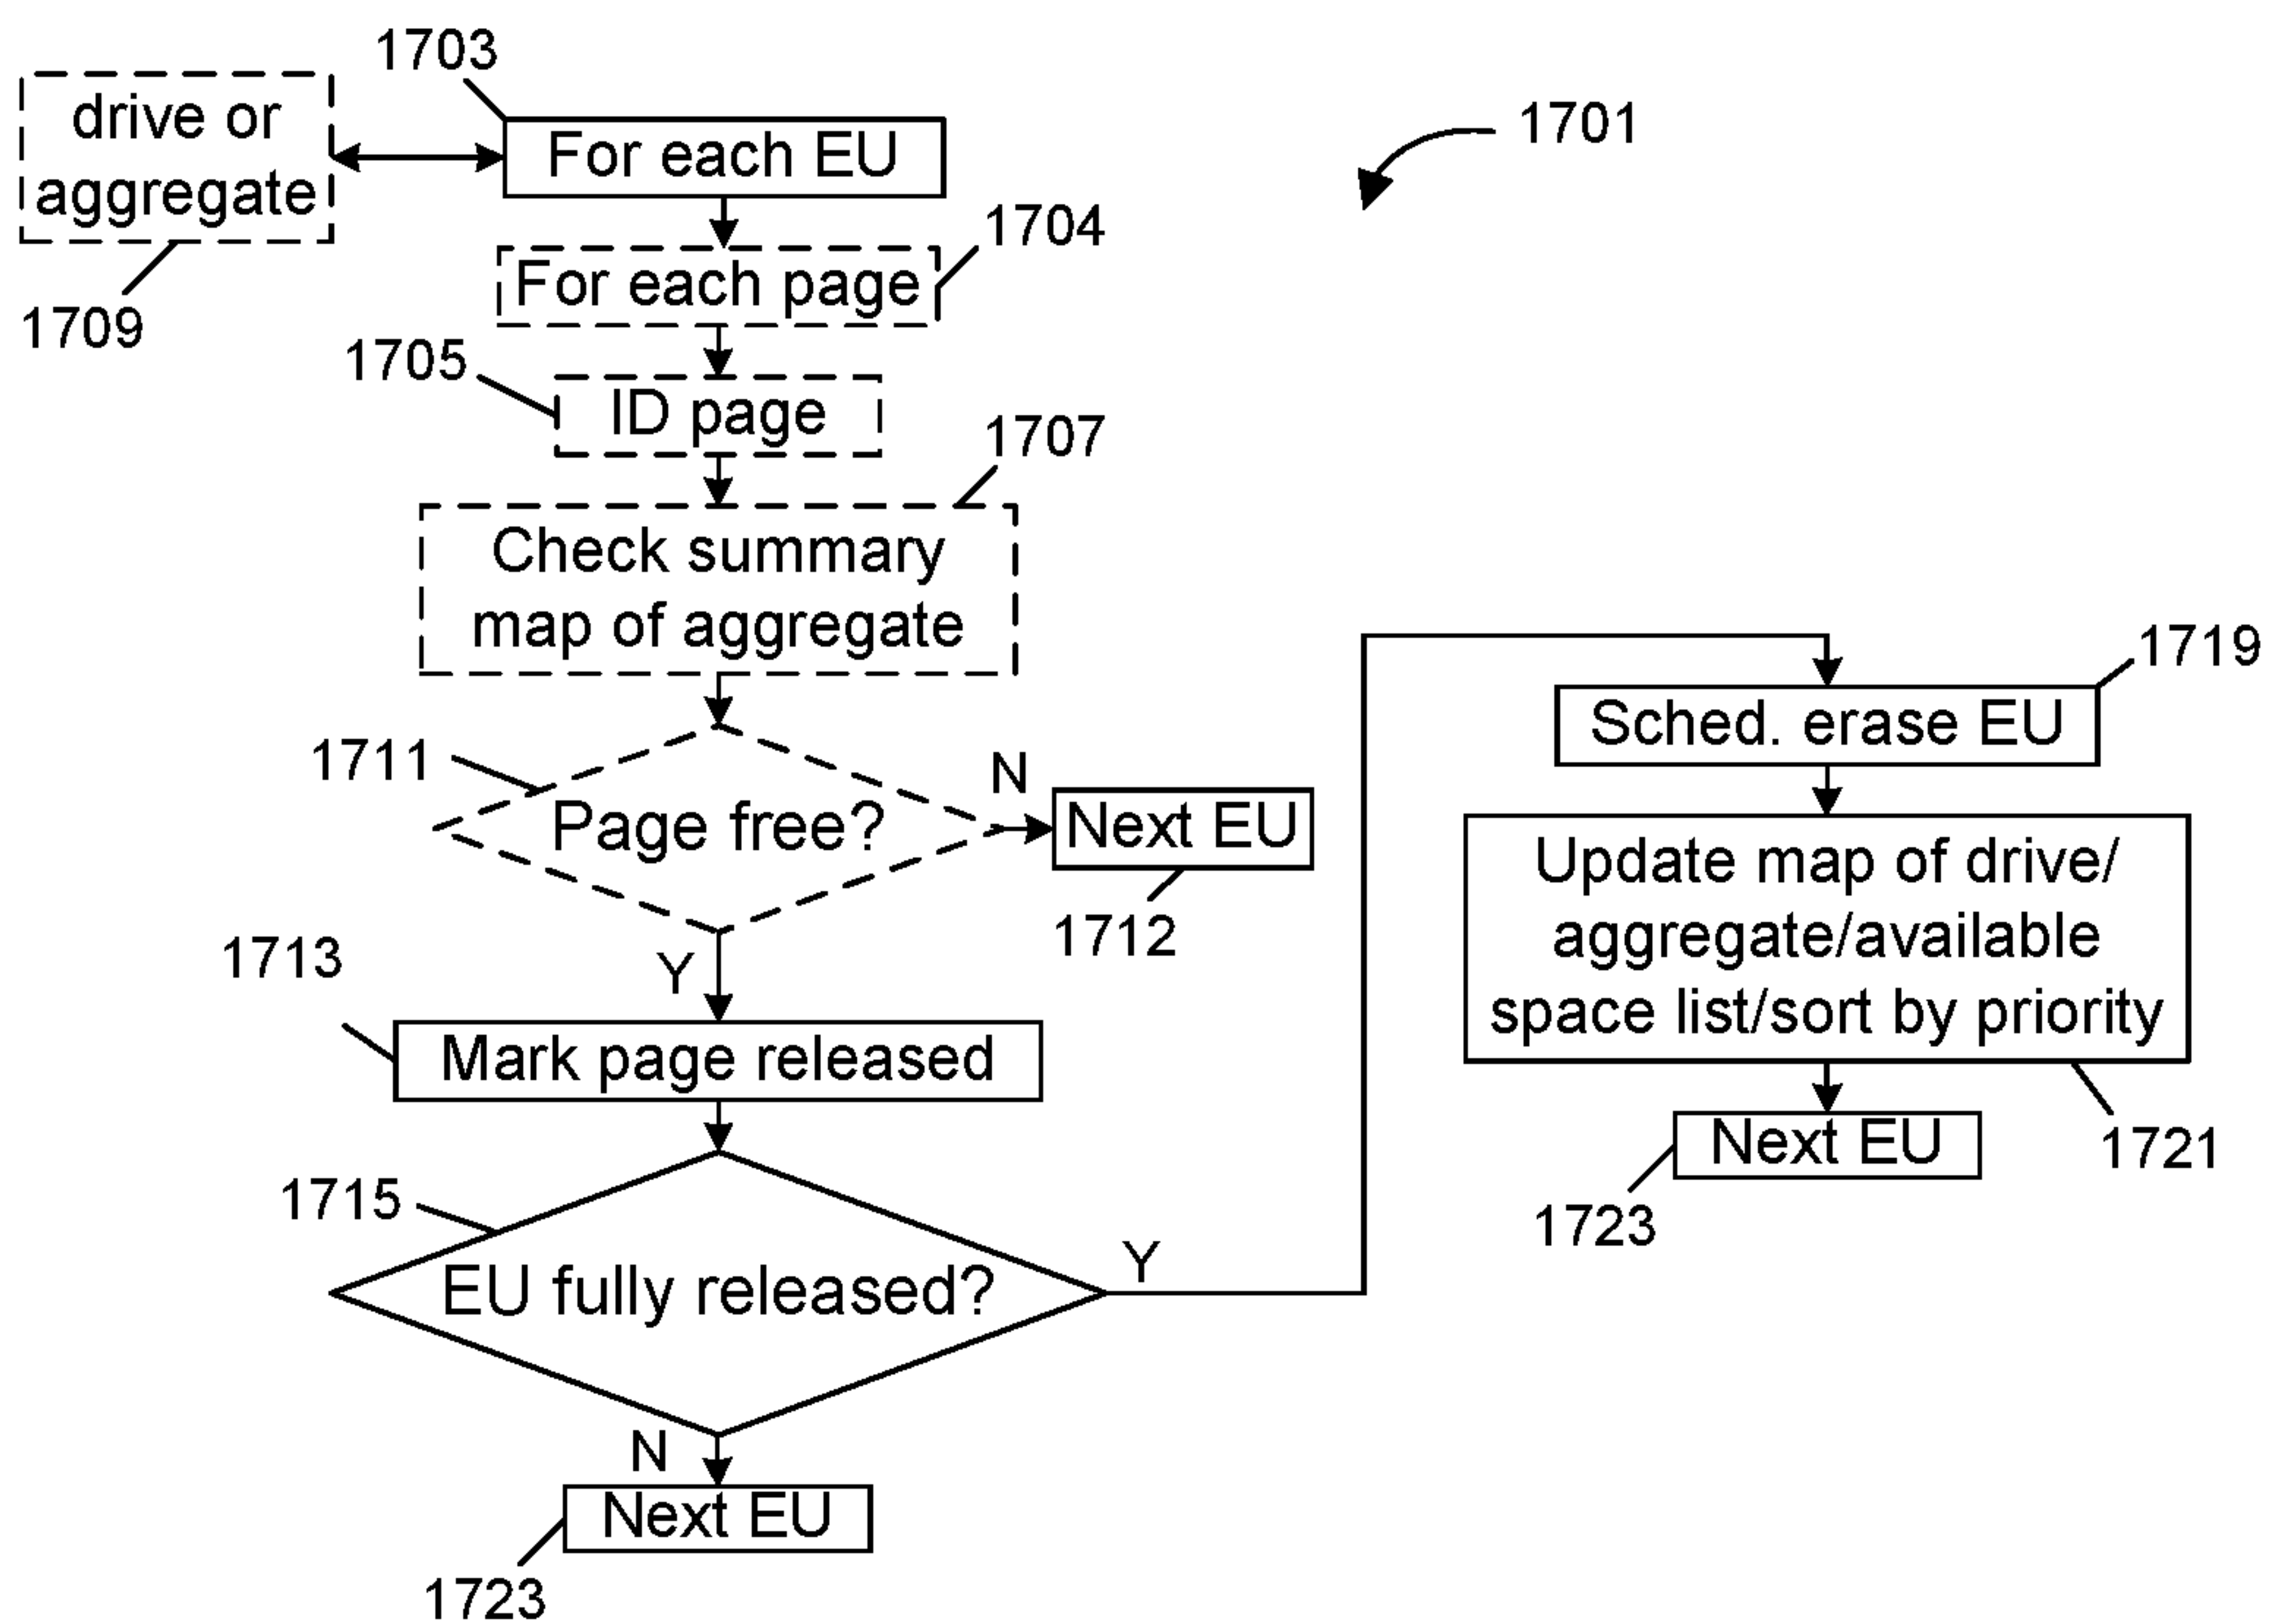 1703
drive or
aggregate
For each EU
1701
1709
For each page
1704
1705
ID page
1707
Check summary
map of aggregate
1711
Page free?
N
Next EU
1712
Y
1713
Mark page released
1715
EU fully released?
Y
N
Next EU
1723
1719
Sched. erase EU
Update map of drive/
aggregate/available
space list/sort by priority
1721
Next EU
1723